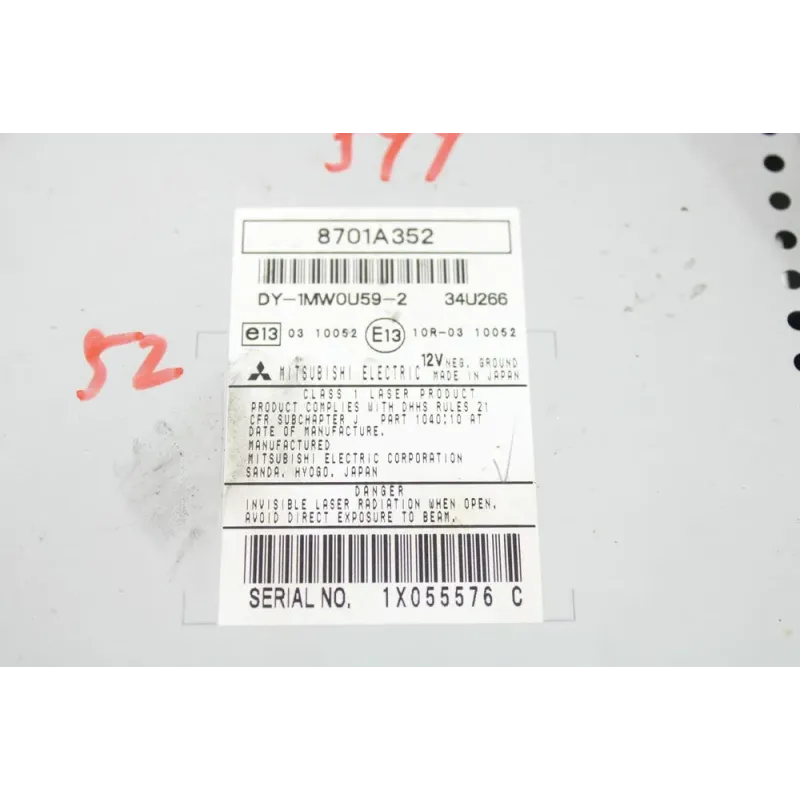 8701A352
DY-1MW0U59-2 34U266
e13 03 10052 E13 10R-03 10052
52
MITSUBISHI ELECTRIC 12V NEG. GROUND
MADE IN JAPAN
CLASS 1 LASER PRODUCT
PRODUCT COMPLIES WITH DHHS RULES 21
CFR SUBCHAPTER J PART 1040:10 AT
DATE OF MANUFACTURE.
MANUFACTURED
MITSUBISHI ELECTRIC CORPORATION
SANDA, HYOGO, JAPAN
DANGER
INVISIBLE LASER RADIATION WHEN OPEN.
AVOID DIRECT EXPOSURE TO BEAM.
SERIAL NO. 1X055576 C